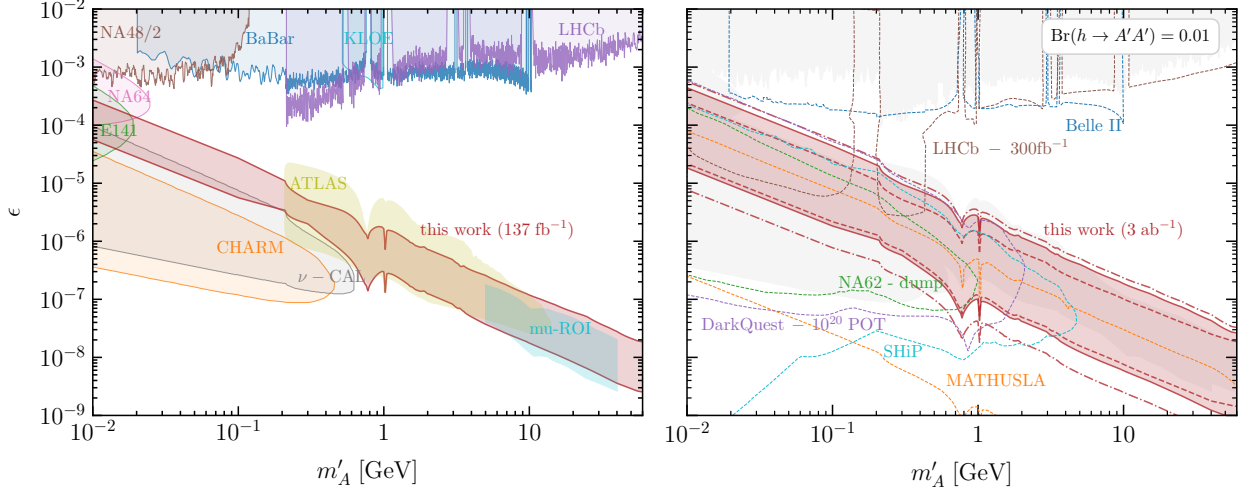 10⁻²
10⁻³
10⁻⁴
10⁻⁵
10⁻⁶
10⁻⁷
10⁻⁸
10⁻⁹
ϵ
NA48/2
BaBar
KLOE
LHCb
NA64
E141
ATLAS
this work (137 fb⁻¹)
CHARM
ν − CAL
mu-ROI
10⁻² 10⁻¹ 1 10
m′_A [GeV]
Br(h → A′A′) = 0.01
Belle II
LHCb − 300fb⁻¹
this work (3 ab⁻¹)
NA62 - dump
DarkQuest − 10²⁰ POT
SHiP
MATHUSLA
10⁻² 10⁻¹ 1 10
m′_A [GeV]